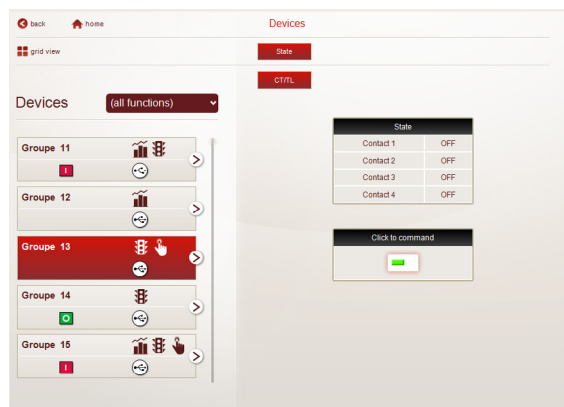 back home Devices
grid view State
CT/TL
Devices (all functions)
State
Groupe 11 Contact 1 OFF
I Contact 2 OFF
Contact 3 OFF
Groupe 12 Contact 4 OFF
Groupe 13 Click to command
Groupe 14
O
Groupe 15
I